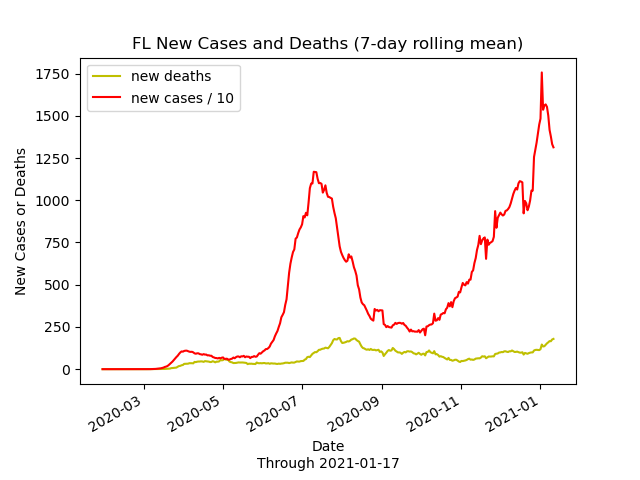 FL New Cases and Deaths (7-day rolling mean)
new deaths
new cases / 10
1750
1500
1250
1000
750
500
250
0
New Cases or Deaths
2020-03
2020-05
2020-07
2020-09
2020-11
2021-01
Date
Through 2021-01-17